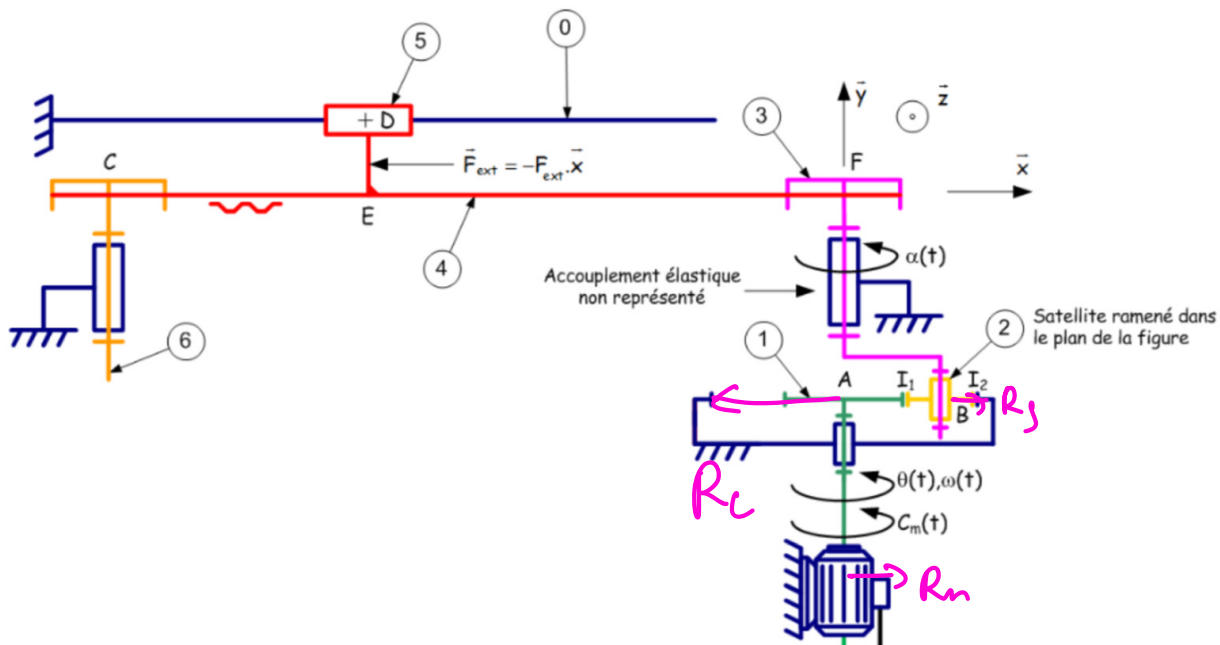 0
5
y⃗
z⃗
+ D
3
C
F⃗ext = -Fext.x⃗
F
x⃗
E
4
α(t)
Accouplement élastique
non représenté
2
Satellite ramené dans
le plan de la figure
6
1
A
I1
I2
B
Rs
Rc
θ(t),ω(t)
Cm(t)
Rm